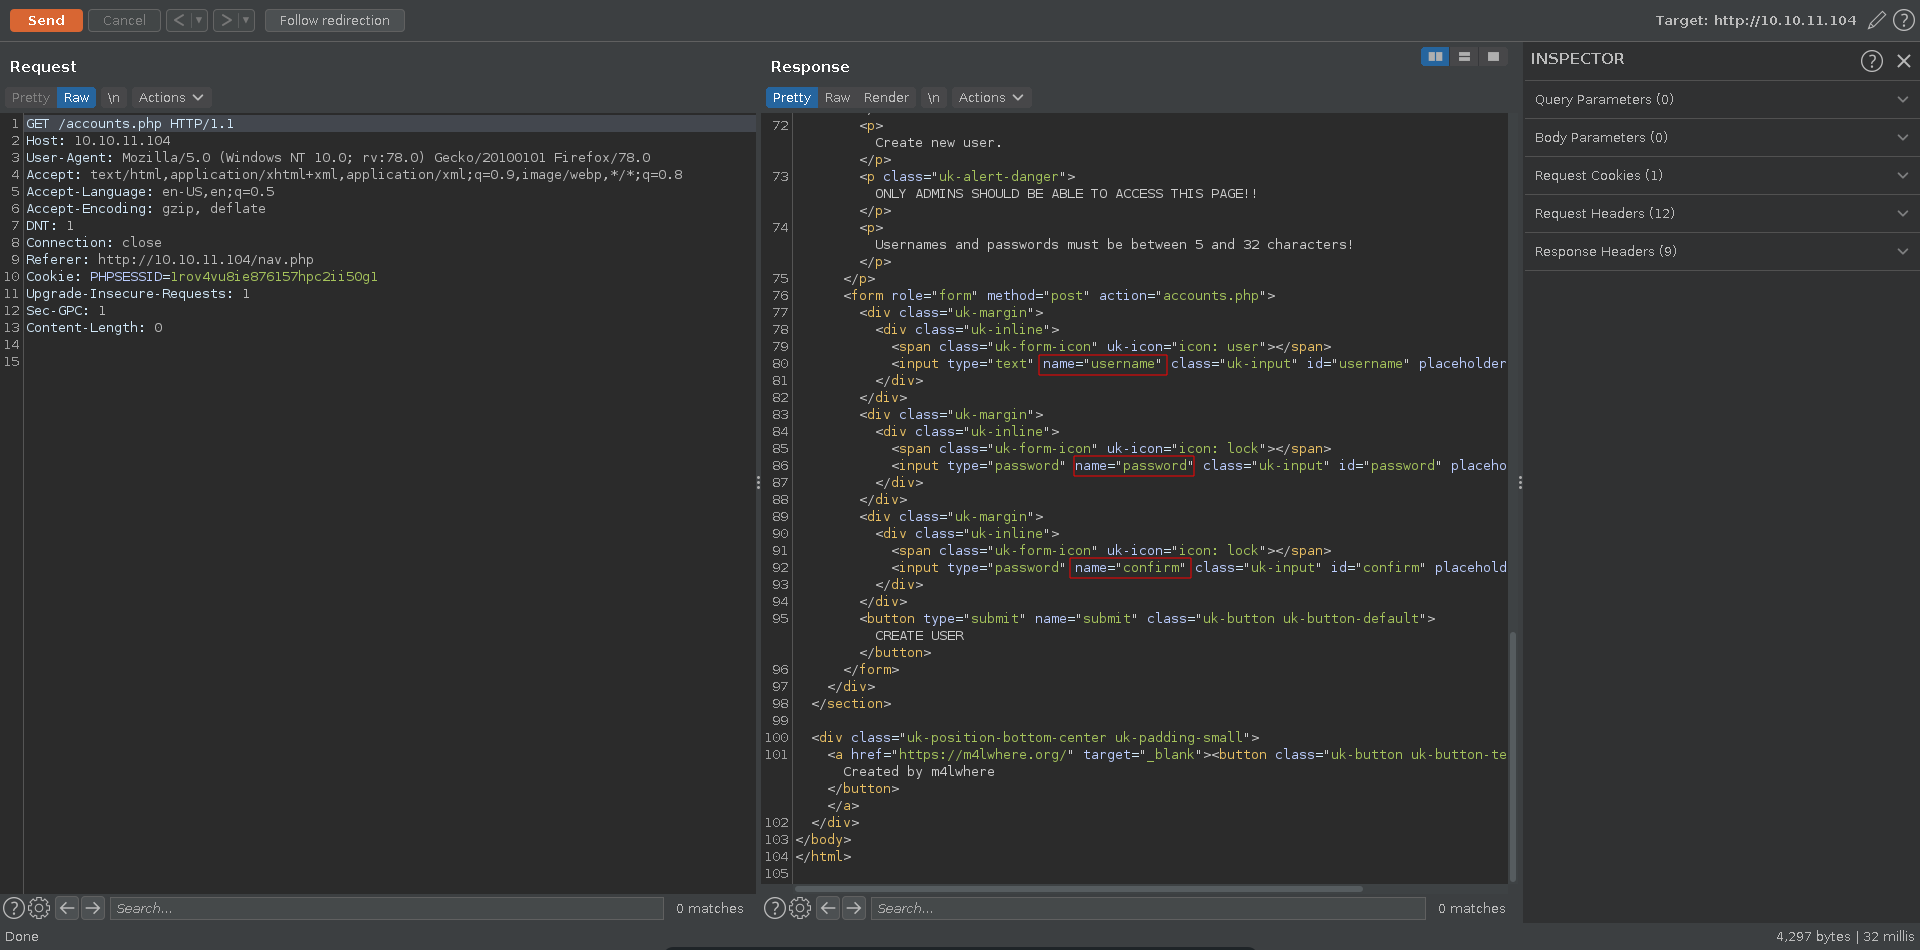 Send
Cancel
<
>
Follow redirection
Target: http://10.10.11.104
Request
Pretty
Raw
\n
Actions
1 GET /accounts.php HTTP/1.1
2 Host: 10.10.11.104
3 User-Agent: Mozilla/5.0 (Windows NT 10.0; rv:78.0) Gecko/20100101 Firefox/78.0
4 Accept: text/html,application/xhtml+xml,application/xml;q=0.9,image/webp,*/*;q=0.8
5 Accept-Language: en-US,en;q=0.5
6 Accept-Encoding: gzip, deflate
7 DNT: 1
8 Connection: close
9 Referer: http://10.10.11.104/nav.php
10 Cookie: PHPSESSID=1rov4vu8ie876157hpc2ii50gl
11 Upgrade-Insecure-Requests: 1
12 Sec-GPC: 1
13 Content-Length: 0
14
15
Search...
0 matches
Response
Pretty
Raw
Render
\n
Actions
72 <p>
Create new user.
</p>
73 <p class="uk-alert-danger">
ONLY ADMINS SHOULD BE ABLE TO ACCESS THIS PAGE!!
</p>
74 <p>
Usernames and passwords must be between 5 and 32 characters!
</p>
75 </p>
76 <form role="form" method="post" action="accounts.php">
77 <div class="uk-margin">
78 <div class="uk-inline">
79 <span class="uk-form-icon" uk-icon="icon: user"></span>
80 <input type="text" name="username" class="uk-input" id="username" placeholder
81 </div>
82 </div>
83 <div class="uk-margin">
84 <div class="uk-inline">
85 <span class="uk-form-icon" uk-icon="icon: lock"></span>
86 <input type="password" name="password" class="uk-input" id="password" placeho
87 </div>
88 </div>
89 <div class="uk-margin">
90 <div class="uk-inline">
91 <span class="uk-form-icon" uk-icon="icon: lock"></span>
92 <input type="password" name="confirm" class="uk-input" id="confirm" placehold
93 </div>
94 </div>
95 <button type="submit" name="submit" class="uk-button uk-button-default">
CREATE USER
</button>
96 </form>
97 </div>
98 </section>
99
100 <div class="uk-position-bottom-center uk-padding-small">
101 <a href="https://m4lwhere.org/" target="_blank"><button class="uk-button uk-button-te
Created by m4lwhere
</button>
</a>
102 </div>
103 </body>
104 </html>
105
Search...
0 matches
INSPECTOR
Query Parameters (0)
Body Parameters (0)
Request Cookies (1)
Request Headers (12)
Response Headers (9)
Done
4,297 bytes | 32 millis